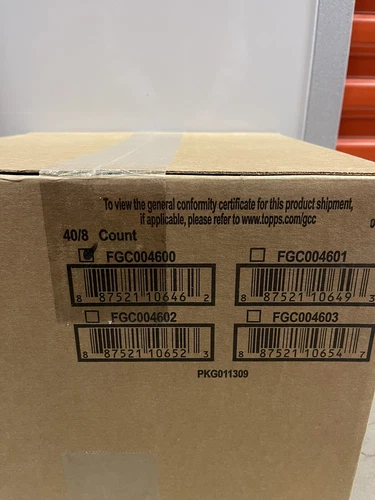 To view the general conformity certificate for this product shipment,
if applicable, please refer to www.topps.com/gcc
40/8 Count
FGC004600 FGC004601
8 87521 10646 2 8 87521 10649 3
FGC004602 FGC004603
8 87521 10652 3 8 87521 10654 7
PKG011309